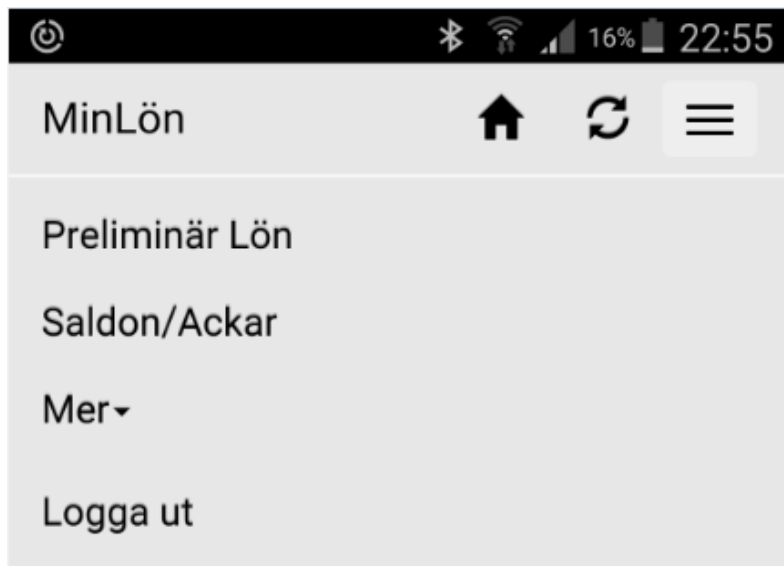 16% 22:55
MinLön
Preliminär Lön
Saldon/Ackar
Mer
Logga ut